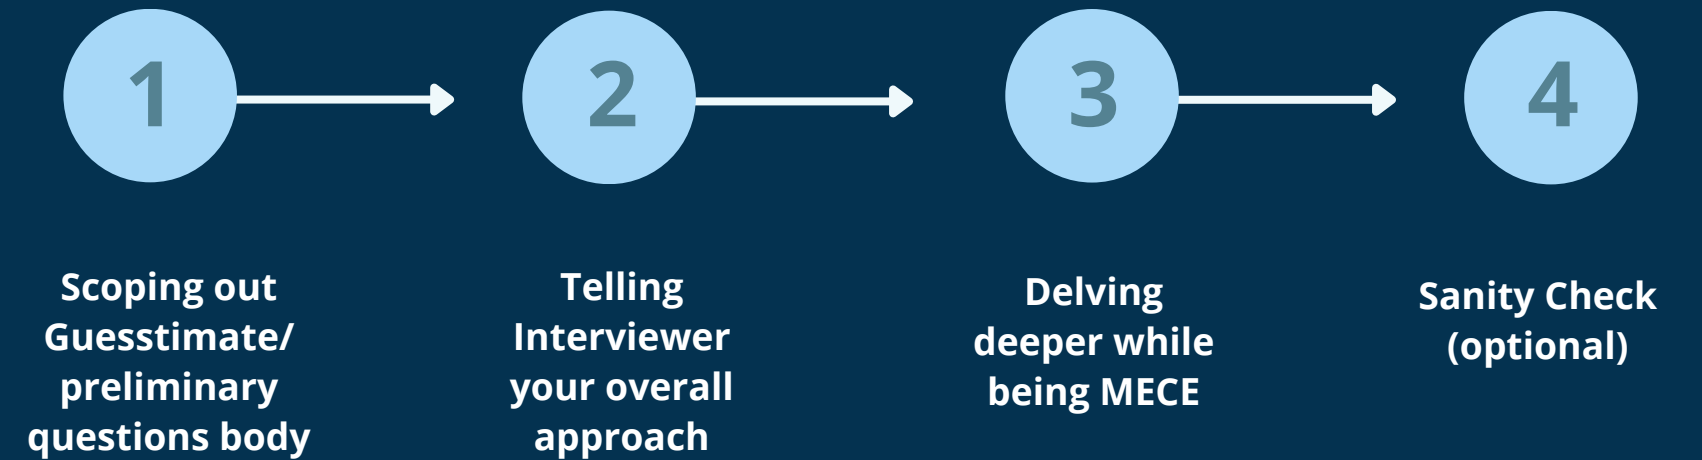 1
2
3
4
Scoping out
Guesstimate/
preliminary
questions body
Telling
Interviewer
your overall
approach
Delving
deeper while
being MECE
Sanity Check
(optional)